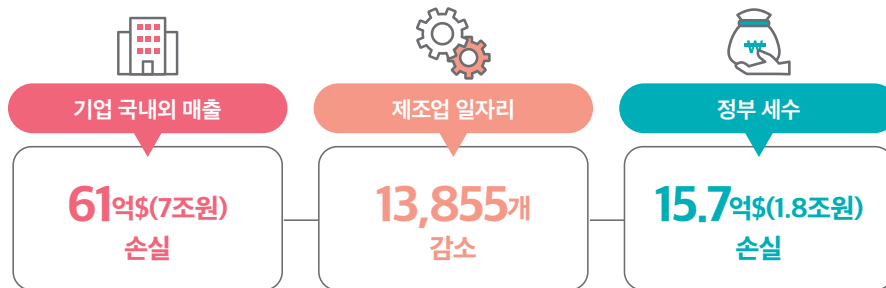 ₩
기업 국내외 매출
제조업 일자리
정부 세수
61억$(7조원)
손실
13,855개
감소
15.7억$(1.8조원)
손실